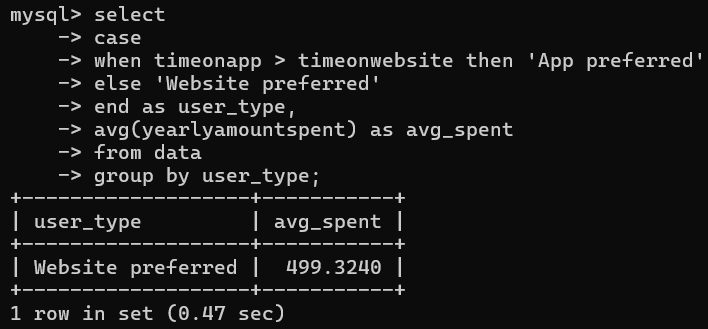 mysql> select
    -> case
    -> when timeonapp > timeonwebsite then 'App preferred'
    -> else 'Website preferred'
    -> end as user_type,
    -> avg(yearlyamountspent) as avg_spent
    -> from data
    -> group by user_type;
+-------------------+-----------+
| user_type         | avg_spent |
+-------------------+-----------+
| Website preferred |  499.3240 |
+-------------------+-----------+
1 row in set (0.47 sec)